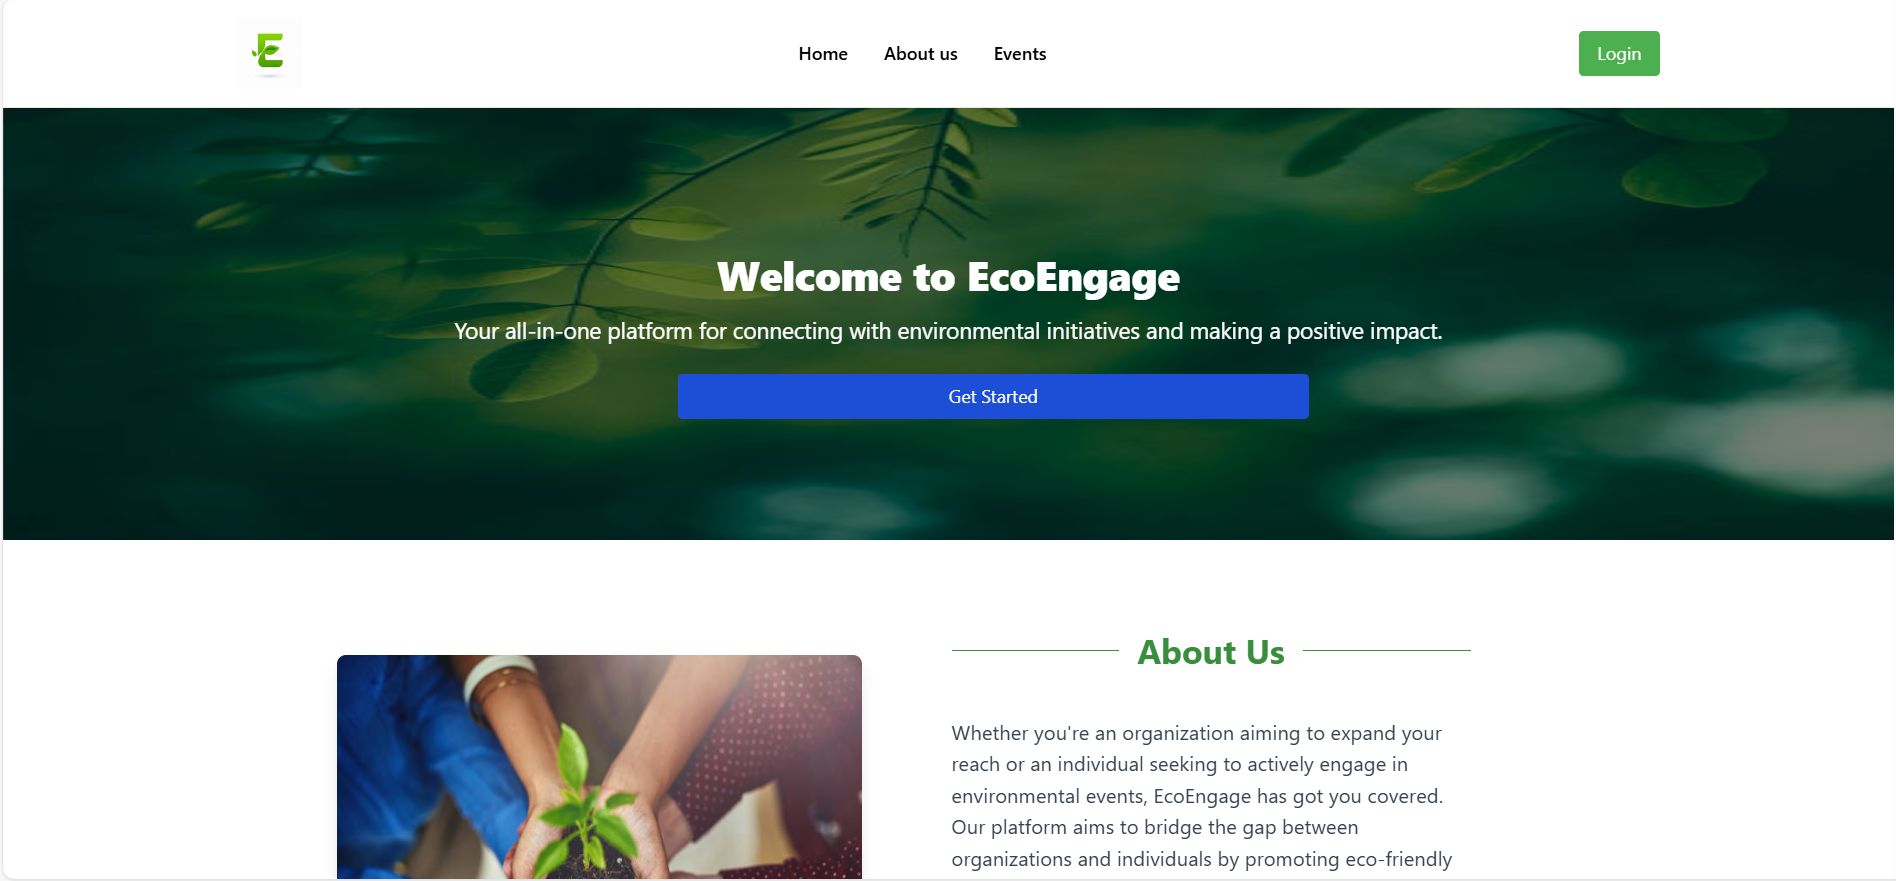 E
Home About us Events
Login
Welcome to EcoEngage
Your all-in-one platform for connecting with environmental initiatives and making a positive impact.
Get Started
About Us
Whether you're an organization aiming to expand your
reach or an individual seeking to actively engage in
environmental events, EcoEngage has got you covered.
Our platform aims to bridge the gap between
organizations and individuals by promoting eco-friendly